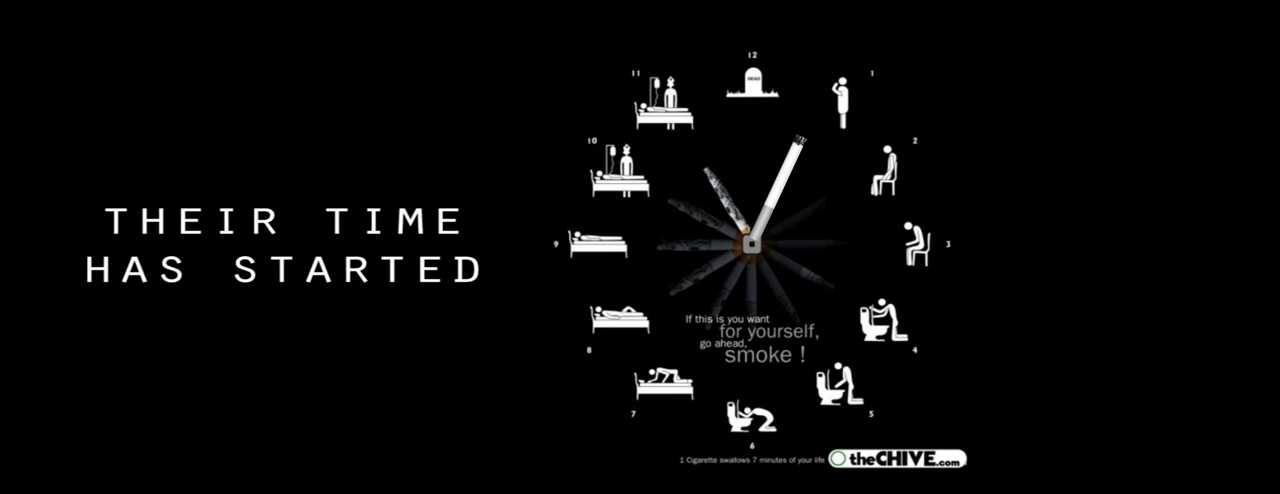 THEIR TIME
HAS STARTED
12
11
1
10
2
9
3
8
4
7
5
6
DEAD
If this is you want
for yourself,
go ahead,
smoke !
1 Cigarette swallows 7 minutes of your life
theCHIVE.com